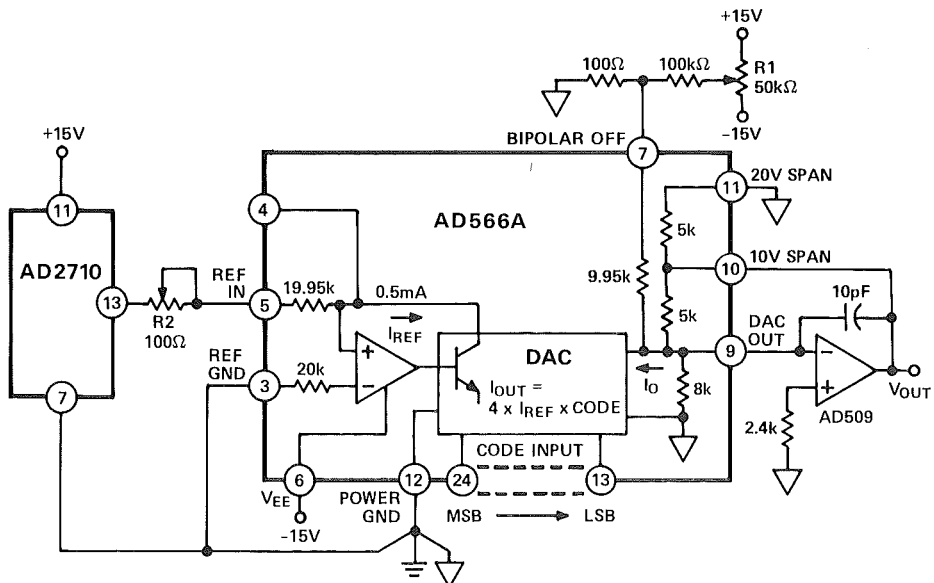 +15V
100Ω
100kΩ
R1
50kΩ
-15V
BIPOLAR OFF
7
20V SPAN
11
+15V
11
AD2710
13
R2
100Ω
4
AD566A
REF
IN
5
19.95k
0.5mA
IREF
9.95k
5k
10V SPAN
10
5k
10pF
DAC
OUT
9
REF
GND
3
20k
+
−
DAC
IOUT =
4 x IREF x CODE
IO
8k
−
+
AD509
VOUT
2.4k
7
CODE INPUT
6
VEE
-15V
12
POWER
GND
24
MSB
13
LSB